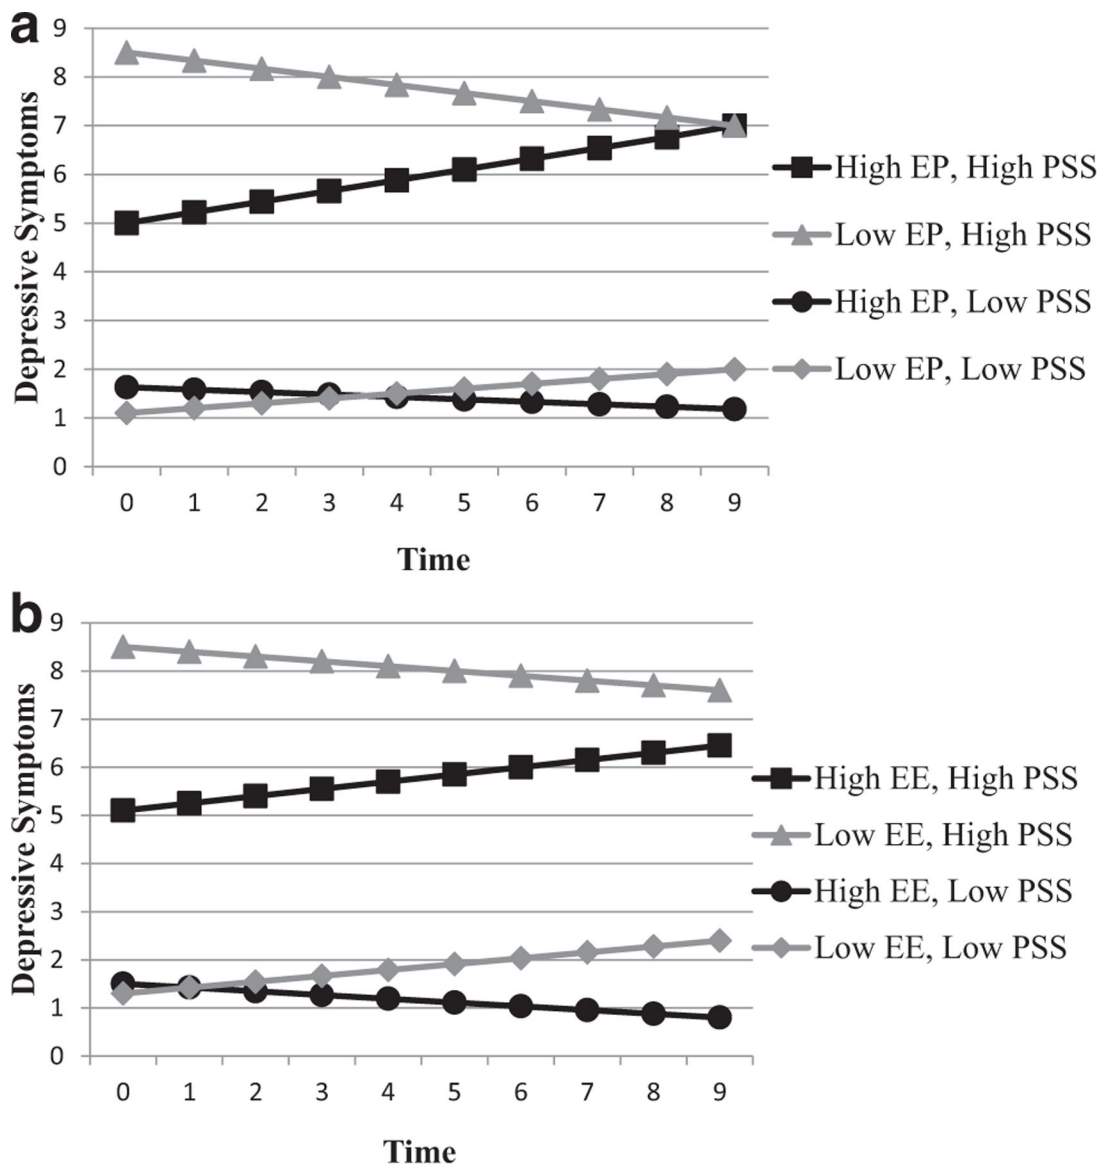 a
9
8
7
6
5
4
3
2
1
0
Depressive Symptoms
0 1 2 3 4 5 6 7 8 9
Time
High EP, High PSS
Low EP, High PSS
High EP, Low PSS
Low EP, Low PSS
b
9
8
7
6
5
4
3
2
1
0
Depressive Symptoms
0 1 2 3 4 5 6 7 8 9
Time
High EE, High PSS
Low EE, High PSS
High EE, Low PSS
Low EE, Low PSS